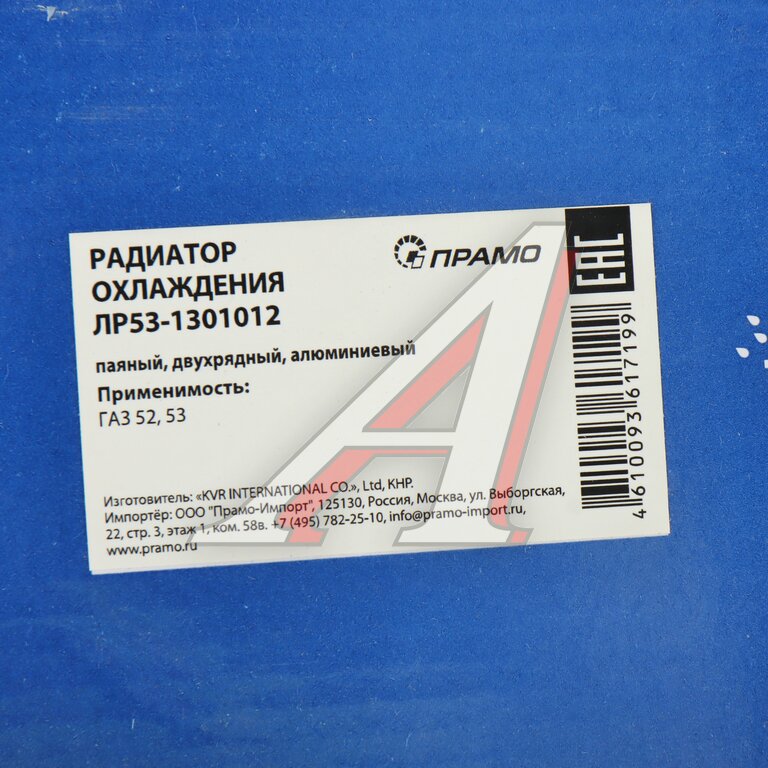 РАДИАТОР
ОХЛАЖДЕНИЯ
ЛР53-1301012
ПРАМО
EAC
паяный, двухрядный, алюминиевый
Применимость:
ГАЗ 52, 53
Изготовитель: «KVR INTERNATIONAL CO.», Ltd, КНР.
Импортёр: ООО "Прамо-Импорт", 125130, Россия, Москва, ул. Выборгская,
22, стр. 3, этаж 1, ком. 58в. +7 (495) 782-25-10, info@pramo-import.ru,
www.pramo.ru
4610093617199